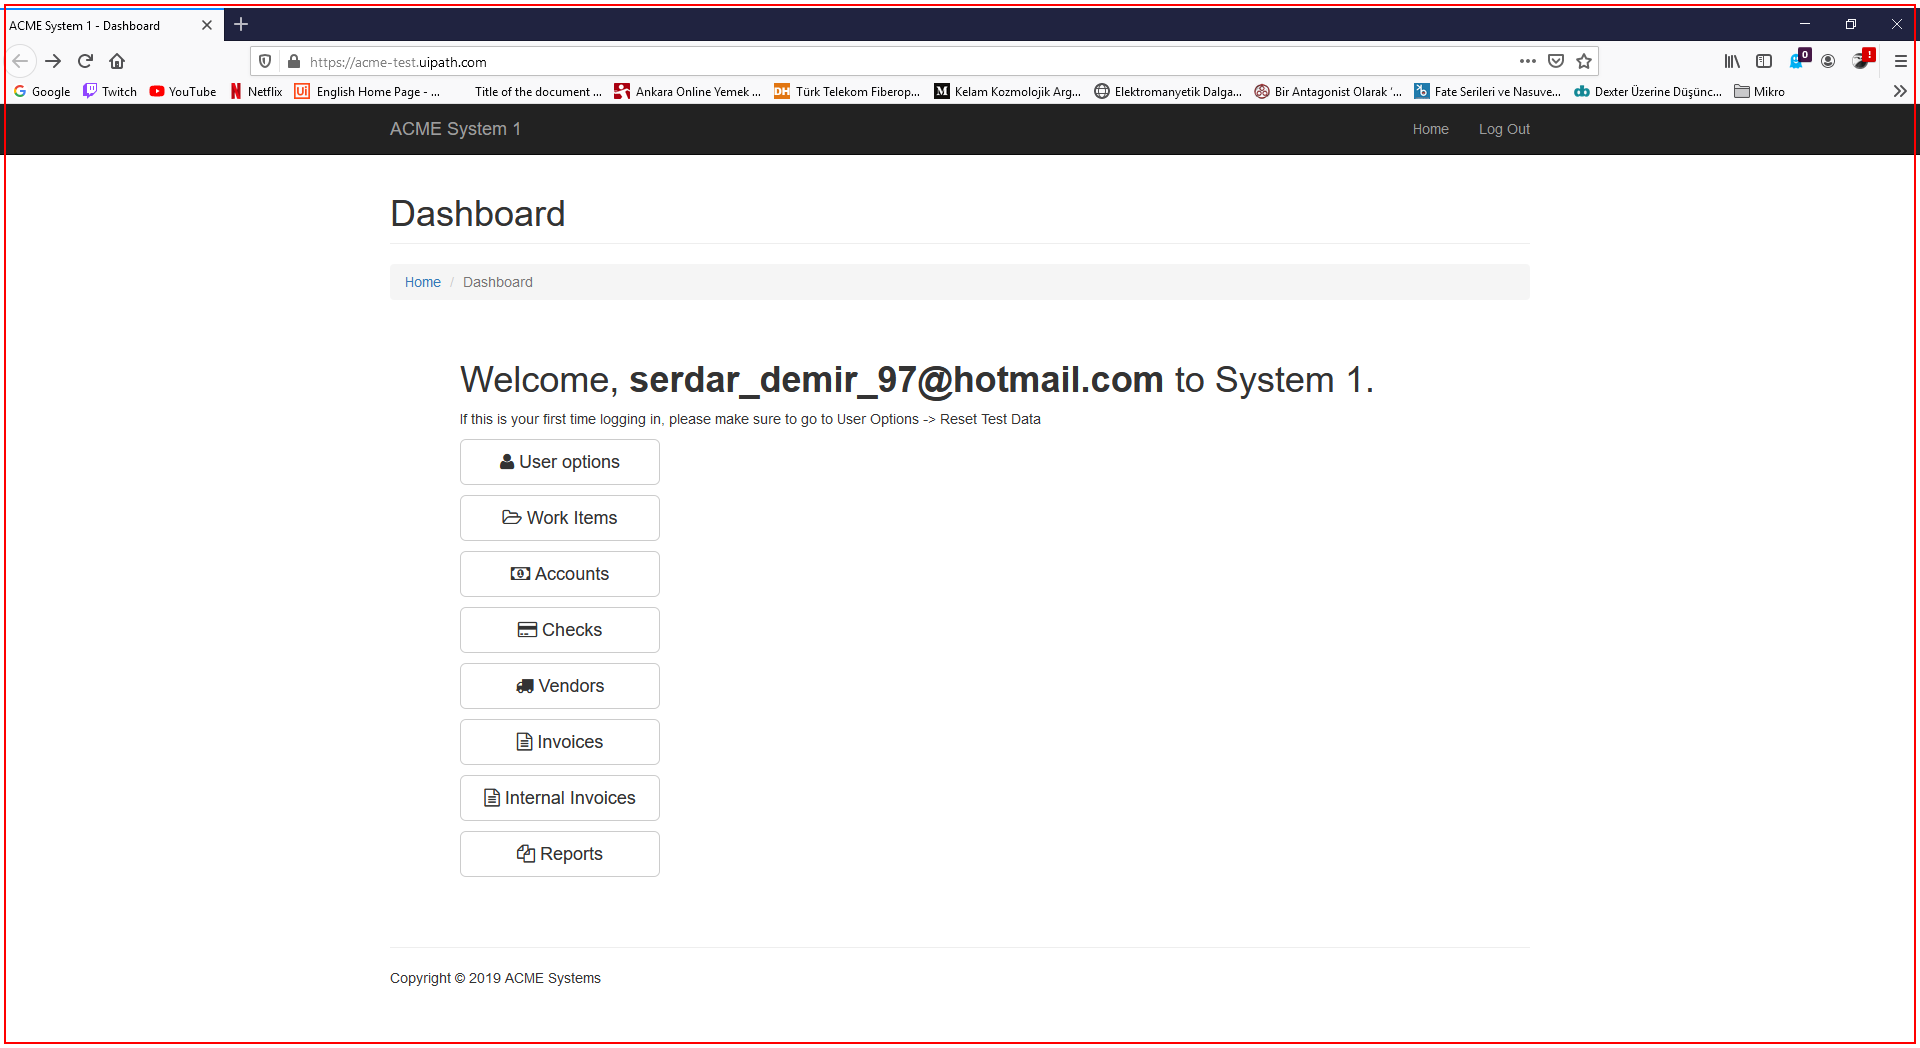 ACME System 1 - Dashboard
https://acme-test.uipath.com
0
!
Google
Twitch
YouTube
Netflix
English Home Page - ...
Title of the document ...
Ankara Online Yemek ...
Türk Telekom Fiberop...
Kelam Kozmolojik Arg...
Elektromanyetik Dalga...
Bir Antagonist Olarak ‘...
Fate Serileri ve Nasuve...
Dexter Üzerine Düşünc...
Mikro
ACME System 1
Home
Log Out
Dashboard
Home / Dashboard
Welcome, serdar_demir_97@hotmail.com to System 1.
If this is your first time logging in, please make sure to go to User Options -> Reset Test Data
User options
Work Items
Accounts
Checks
Vendors
Invoices
Internal Invoices
Reports
Copyright © 2019 ACME Systems